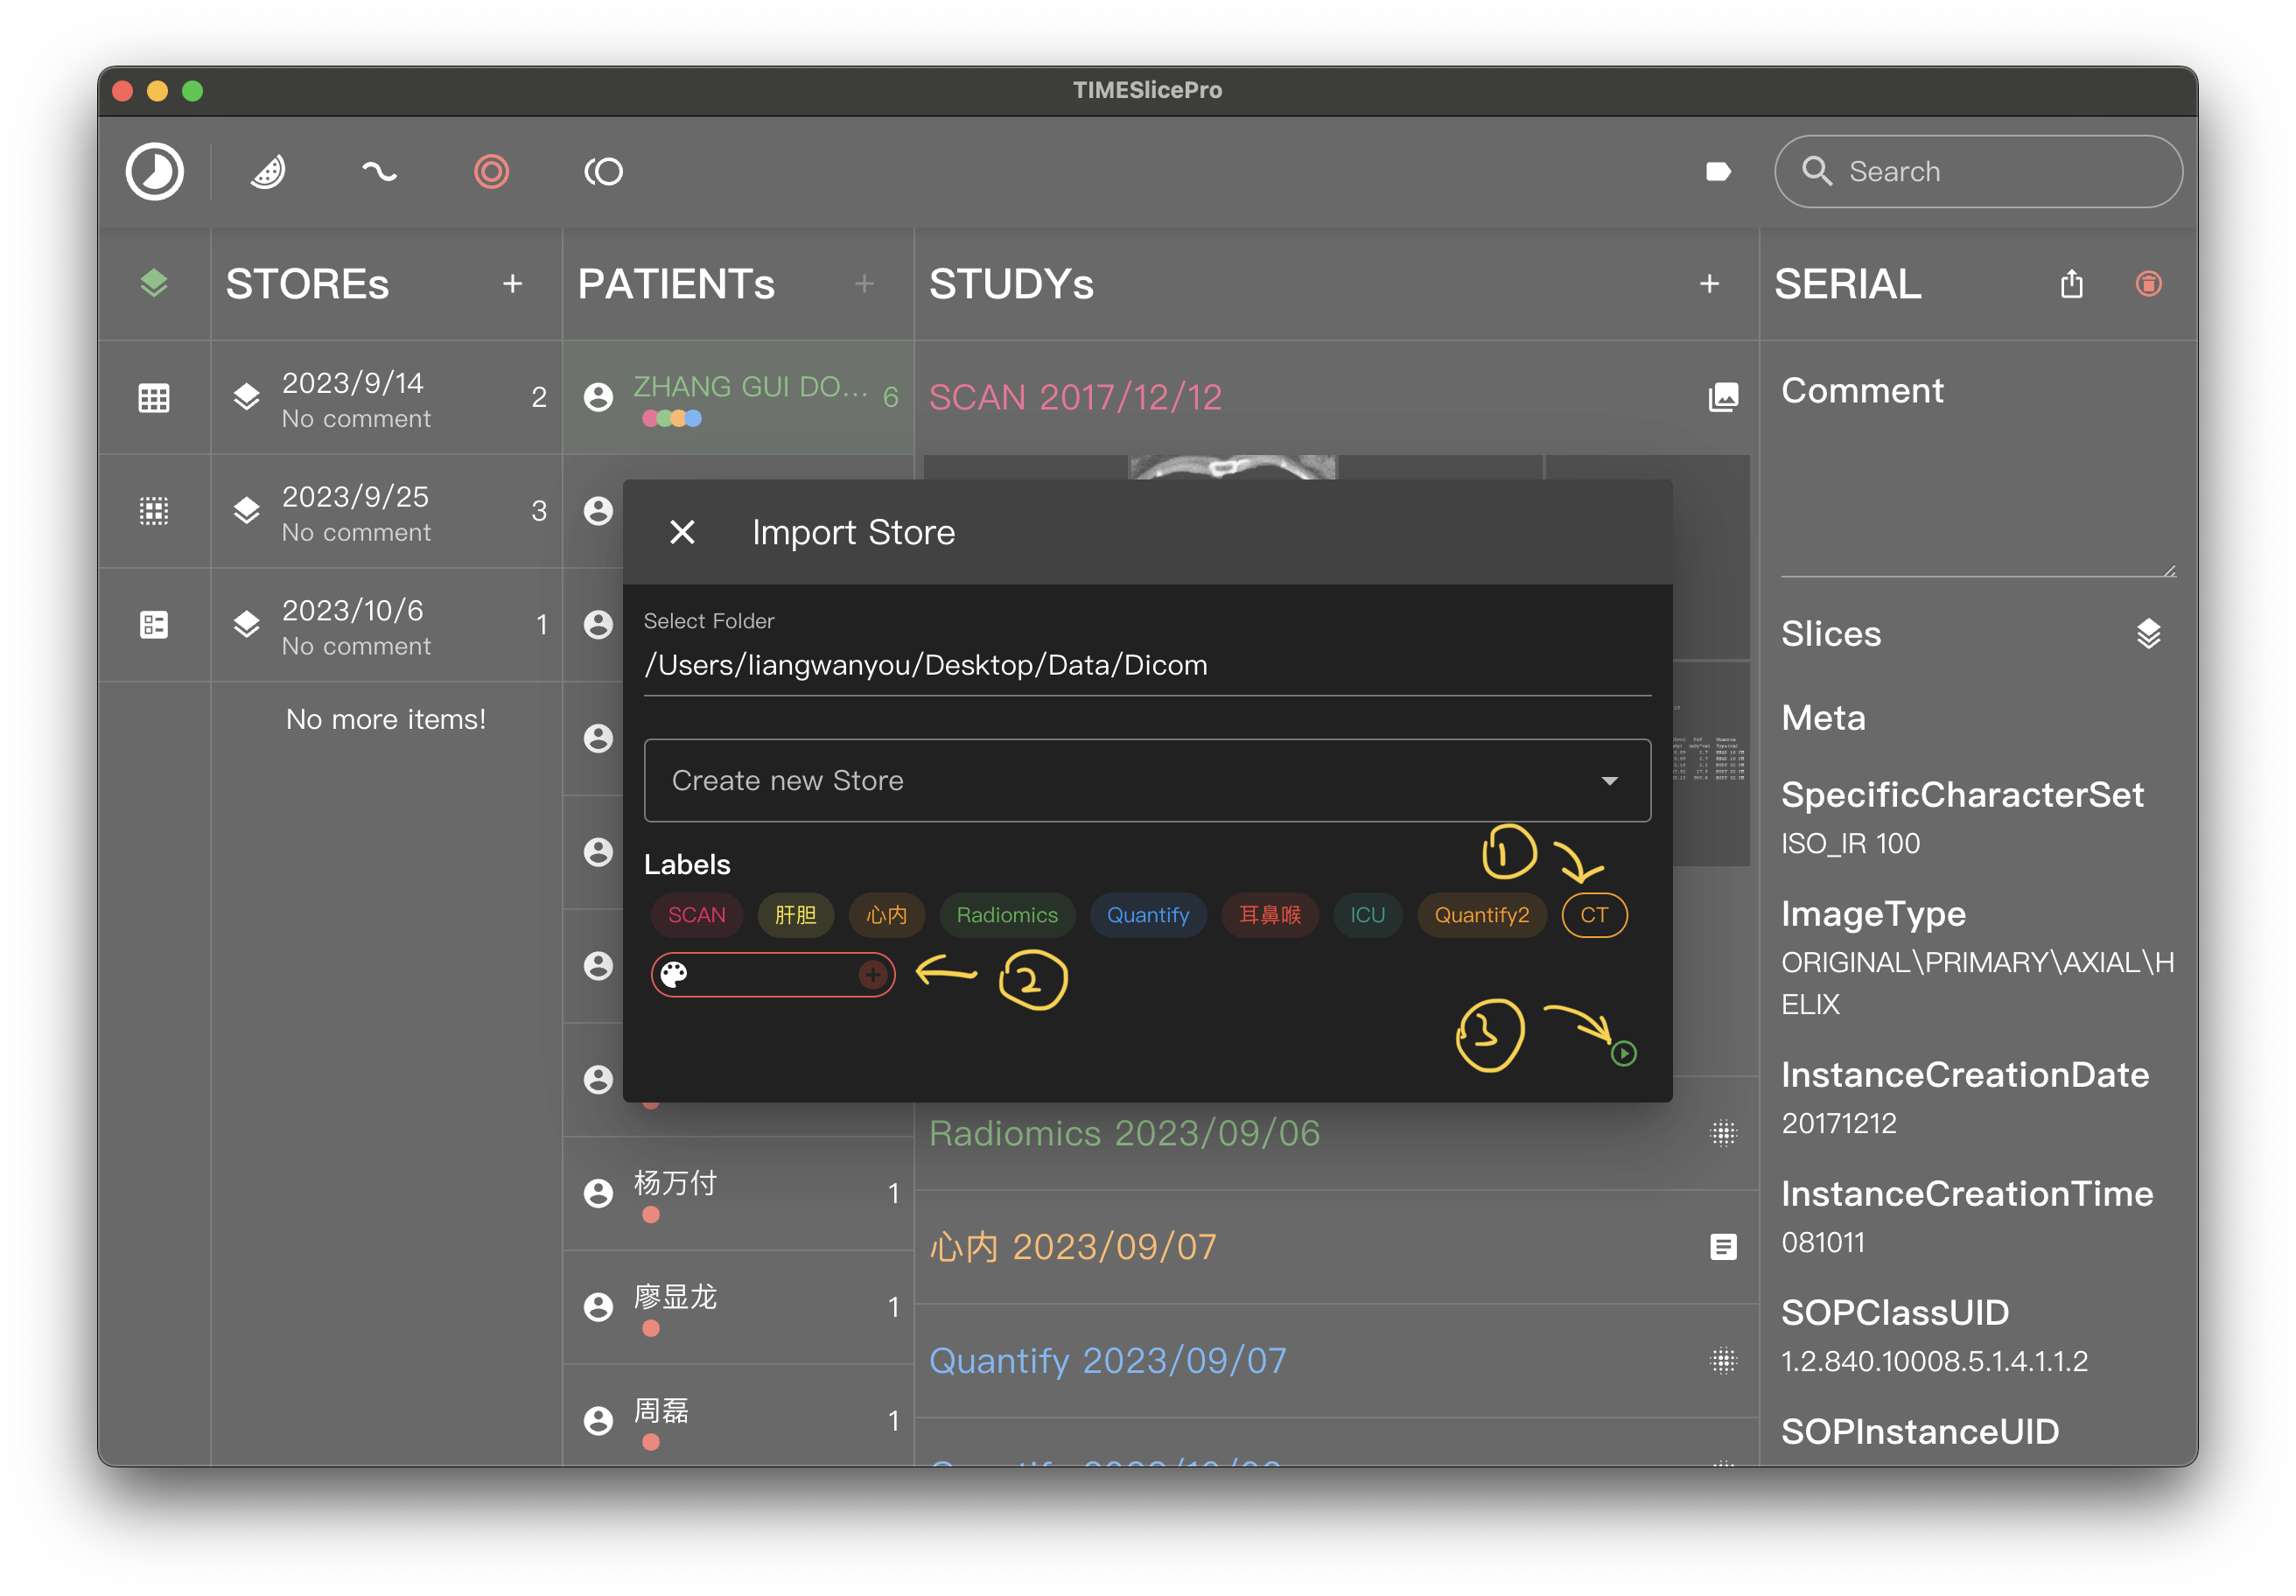 TIMESlicePro
Search
STOREs
PATIENTs
STUDYs
SERIAL
2023/9/14
No comment
2
2023/9/25
No comment
3
2023/10/6
No comment
1
No more items!
ZHANG GUI DO...
6
SCAN 2017/12/12
Import Store
Select Folder
/Users/liangwanyou/Desktop/Data/Dicom
Create new Store
Labels
1
SCAN 肝胆 心内 Radiomics Quantify 耳鼻喉 ICU Quantify2 CT
2
3
杨万付
1
廖显龙
1
周磊
1
Radiomics 2023/09/06
心内 2023/09/07
Quantify 2023/09/07
Comment
Slices
Meta
SpecificCharacterSet
ISO_IR 100
ImageType
ORIGINAL\PRIMARY\AXIAL\H
ELIX
InstanceCreationDate
20171212
InstanceCreationTime
081011
SOPClassUID
1.2.840.10008.5.1.4.1.1.2
SOPInstanceUID